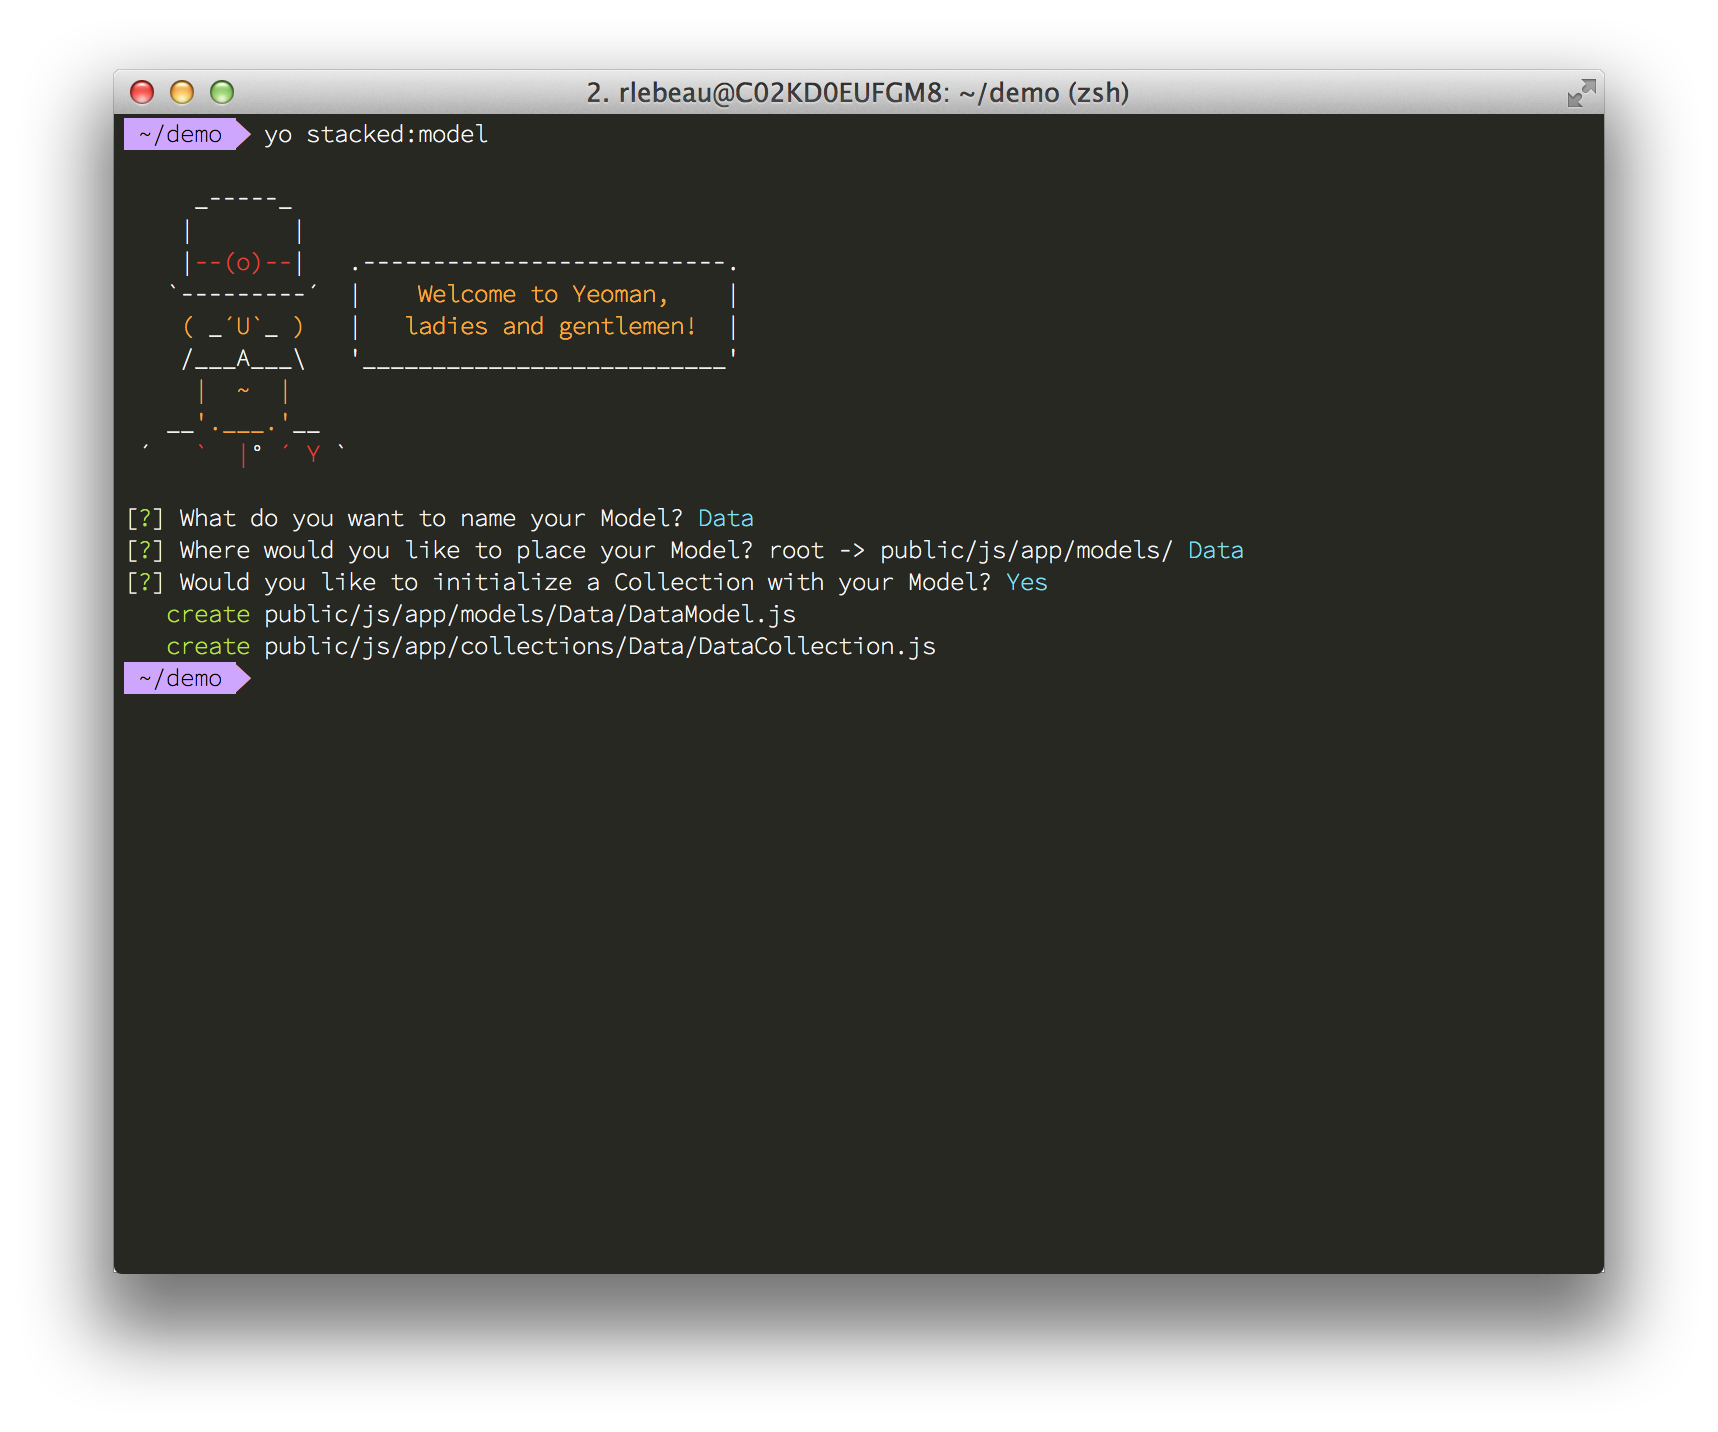 2. rlebeau@C02KD0EUFGM8: ~/demo (zsh)
~/demo yo stacked:model
     _-----_
    |       |
    |--(o)--|   .--------------------------.
   `---------´  |    Welcome to Yeoman,    |
    ( _´U`_ )   |   ladies and gentlemen!  |
    /___A___\   '__________________________'
     |  ~  |
   __'.___.'__
 ´   `  |° ´ Y `
[?] What do you want to name your Model? Data
[?] Where would you like to place your Model? root -> public/js/app/models/ Data
[?] Would you like to initialize a Collection with your Model? Yes
   create public/js/app/models/Data/DataModel.js
   create public/js/app/collections/Data/DataCollection.js
~/demo